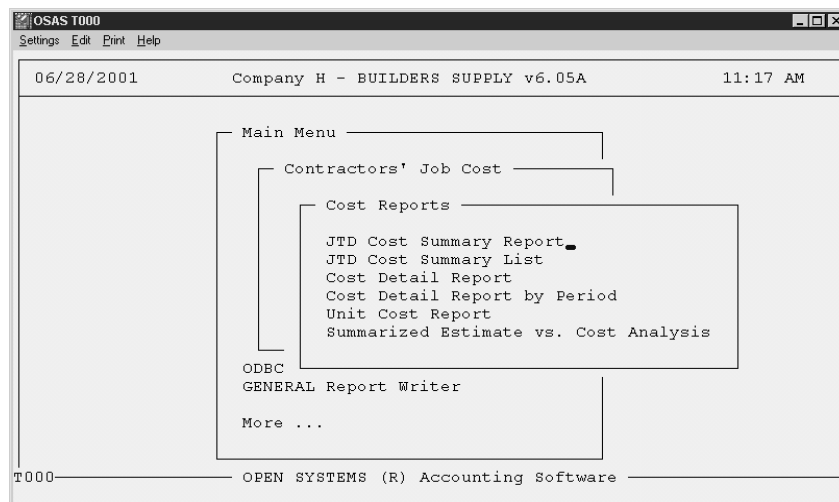 OSAS T000
Settings Edit Print Help
06/28/2001 Company H - BUILDERS SUPPLY v6.05A 11:17 AM
Main Menu
Contractors' Job Cost
Cost Reports
JTD Cost Summary Report
JTD Cost Summary List
Cost Detail Report
Cost Detail Report by Period
Unit Cost Report
Summarized Estimate vs. Cost Analysis
ODBC
GENERAL Report Writer
More ...
T000 OPEN SYSTEMS (R) Accounting Software